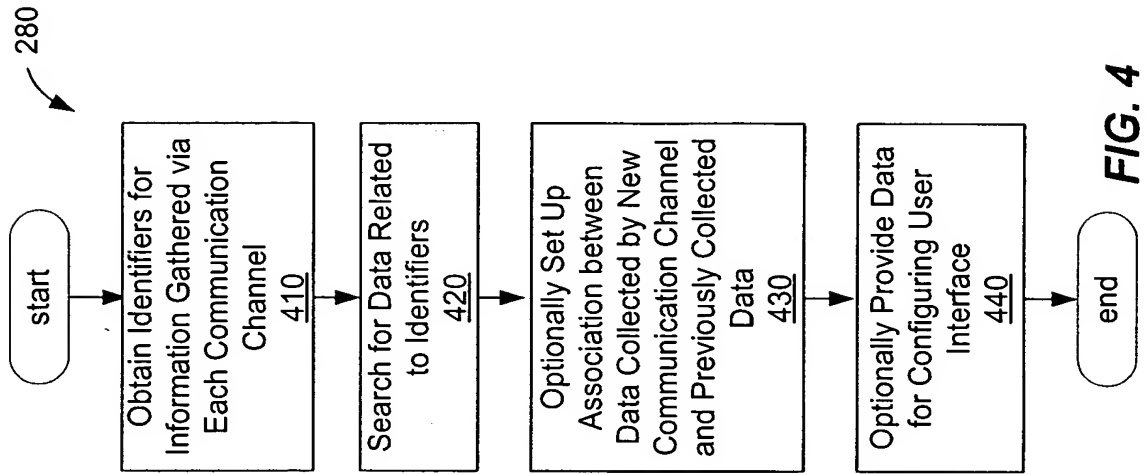 280
start
Obtain Identifiers for
Information Gathered via
Each Communication
Channel
410
Search for Data Related
to Identifiers
420
Optionally Set Up
Association between
Data Collected by New
Communication Channel
and Previously Collected
Data
430
Optionally Provide Data
for Configuring User
Interface
440
end
FIG. 4